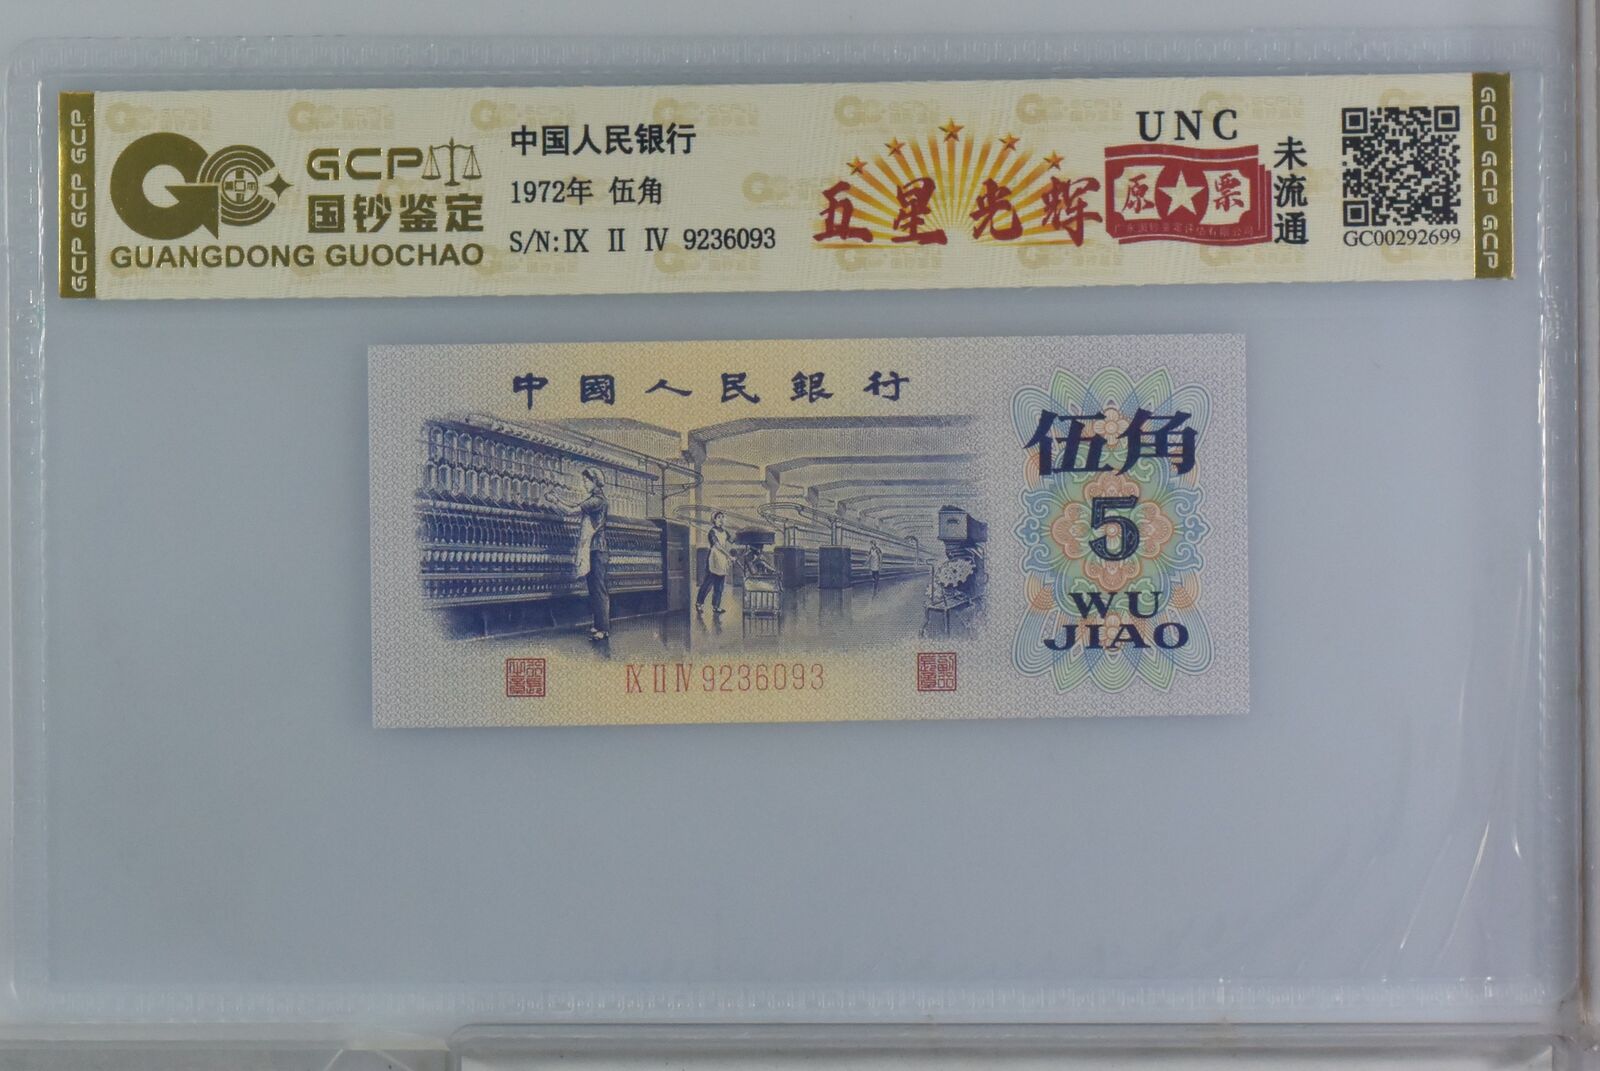 GCP GCP GCP
GCP
国钞鉴定
GUANGDONG GUOCHAO
中国人民银行
1972年 伍角
S/N:IX II IV 9236093
五星光辉
UNC
原票
未流通
GC00292699
GCP GCP GCP
中國人民銀行
伍角
5
WU
JIAO
IX II IV 9236093